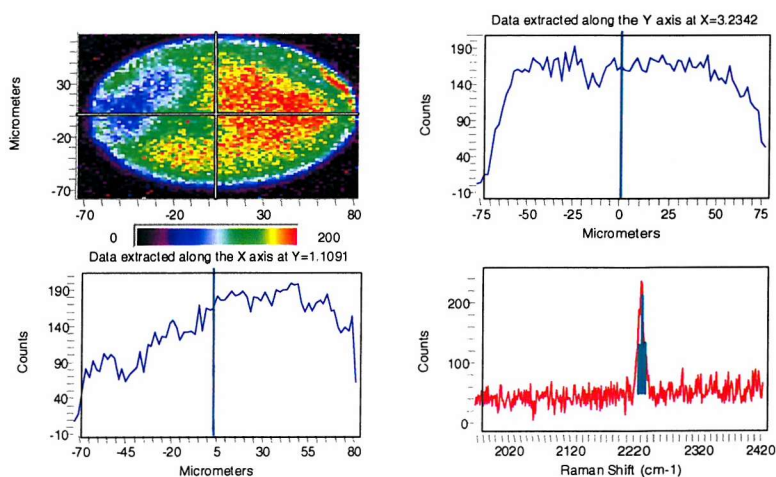 Micrometers
30
-20
-70
-70 -20 30 80
0 200
Data extracted along the Y axis at X=3.2342
Counts
190
140
90
40
-10
-75 -50 -25 0 25 50 75
Micrometers
Data extracted along the X axis at Y=1.1091
Counts
190
140
90
40
-10
-70 -45 -20 5 30 55 80
Micrometers
Counts
200
100
0
2020 2120 2220 2320 2420
Raman Shift (cm-1)